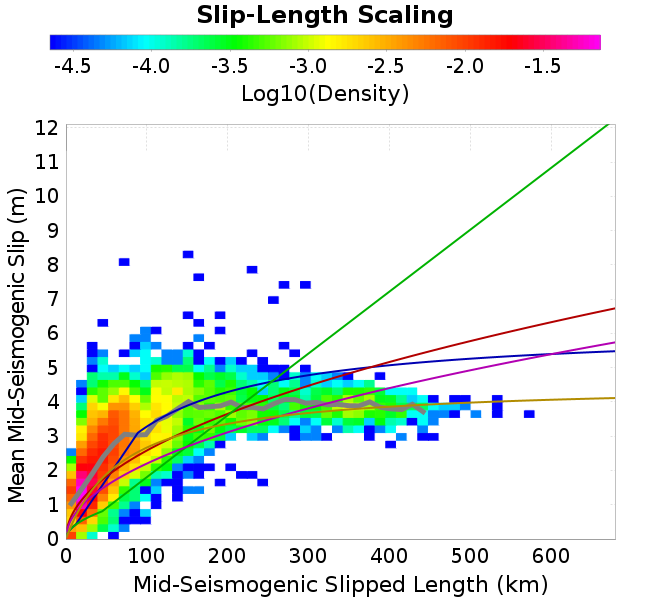 Slip-Length Scaling
-4.5 -4.0 -3.5 -3.0 -2.5 -2.0 -1.5
Log10(Density)
12
11
10
9
8
7
6
5
4
3
2
1
0
Mean Mid-Seismogenic Slip (m)
0 100 200 300 400 500 600
Mid-Seismogenic Slipped Length (km)